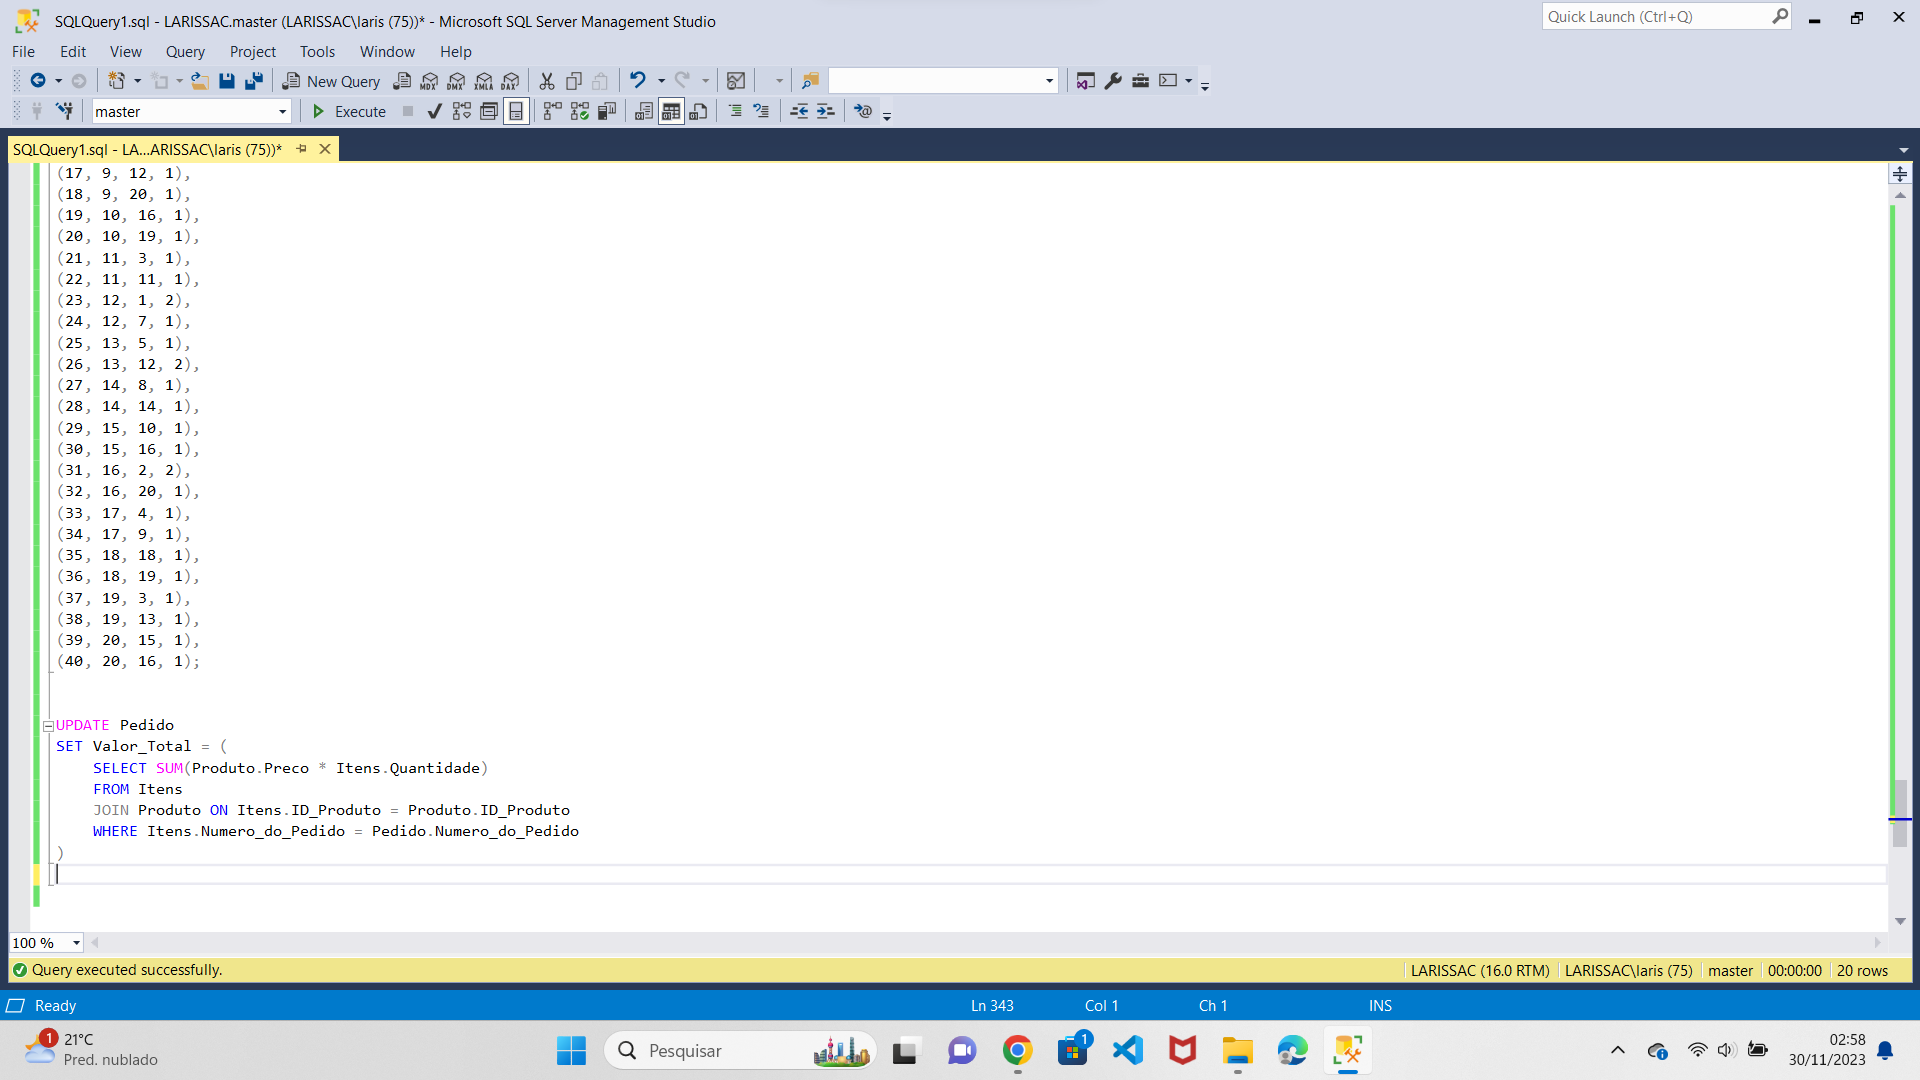 SQLQuery1.sql - LARISSAC.master (LARISSAC\laris (75))* - Microsoft SQL Server Management Studio
Quick Launch (Ctrl+Q)
File Edit View Query Project Tools Window Help
New Query MDX DMX XMLA DAX
master Execute
SQLQuery1.sql - LA...ARISSAC\laris (75))*
(17, 9, 12, 1),
(18, 9, 20, 1),
(19, 10, 16, 1),
(20, 10, 19, 1),
(21, 11, 3, 1),
(22, 11, 11, 1),
(23, 12, 1, 2),
(24, 12, 7, 1),
(25, 13, 5, 1),
(26, 13, 12, 2),
(27, 14, 8, 1),
(28, 14, 14, 1),
(29, 15, 10, 1),
(30, 15, 16, 1),
(31, 16, 2, 2),
(32, 16, 20, 1),
(33, 17, 4, 1),
(34, 17, 9, 1),
(35, 18, 18, 1),
(36, 18, 19, 1),
(37, 19, 3, 1),
(38, 19, 13, 1),
(39, 20, 15, 1),
(40, 20, 16, 1);
UPDATE Pedido
SET Valor_Total = (
SELECT SUM(Produto.Preco * Itens.Quantidade)
FROM Itens
JOIN Produto ON Itens.ID_Produto = Produto.ID_Produto
WHERE Itens.Numero_do_Pedido = Pedido.Numero_do_Pedido
)
100 %
Query executed successfully. LARISSAC (16.0 RTM) LARISSAC\laris (75) master 00:00:00 20 rows
Ready Ln 343 Col 1 Ch 1 INS
1 21°C
Pred. nublado
Pesquisar
1
02:58
30/11/2023